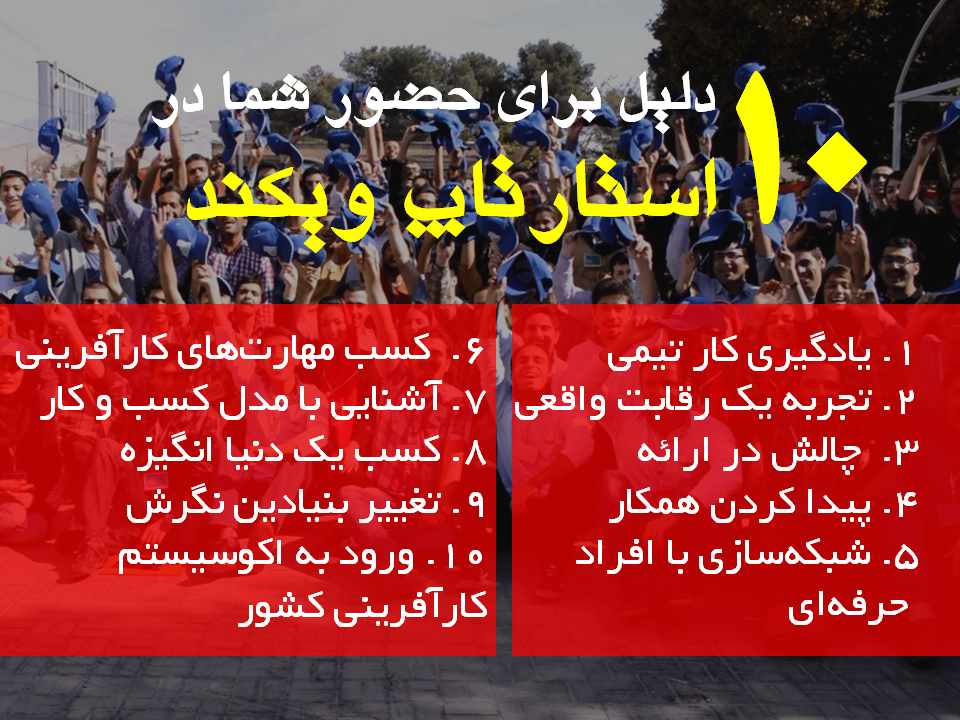 ۱۰
دلیل برای حضور شما در
استارتاپ ویکند
۱. یادگیری کار تیمی
۲. تجربه یک رقابت واقعی
۳. چالش در ارائه
۴. پیدا کردن همکار
۵. شبکه‌سازی با افراد
حرفه‌ای
۶. کسب مهارت‌های کارآفرینی
۷. آشنایی با مدل کسب و کار
۸. کسب یک دنیا انگیزه
۹. تغییر بنیادین نگرش
۱۰. ورود به اکوسیستم
کارآفرینی کشور